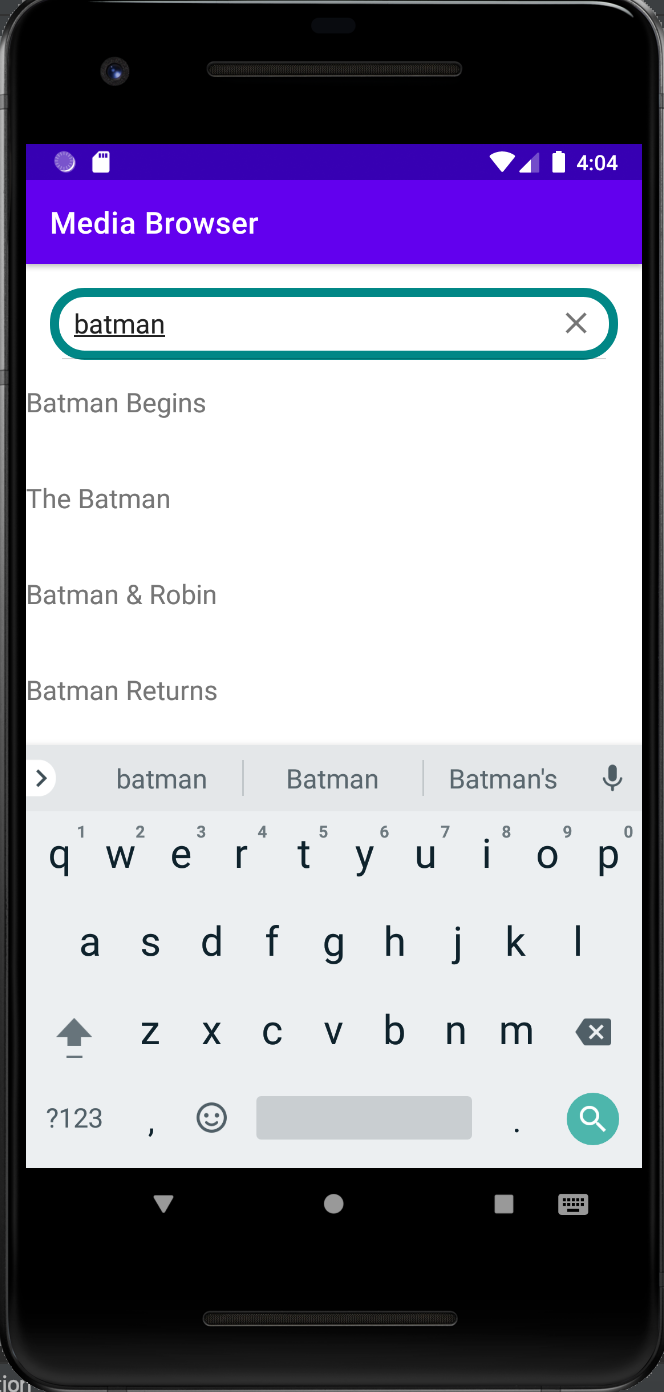 4:04
Media Browser
batman
Batman Begins
The Batman
Batman & Robin
Batman Returns
batman Batman Batman's
1 2 3 4 5 6 7 8 9 0
q w e r t y u i o p
a s d f g h j k l
z x c v b n m
?123 , .
tion